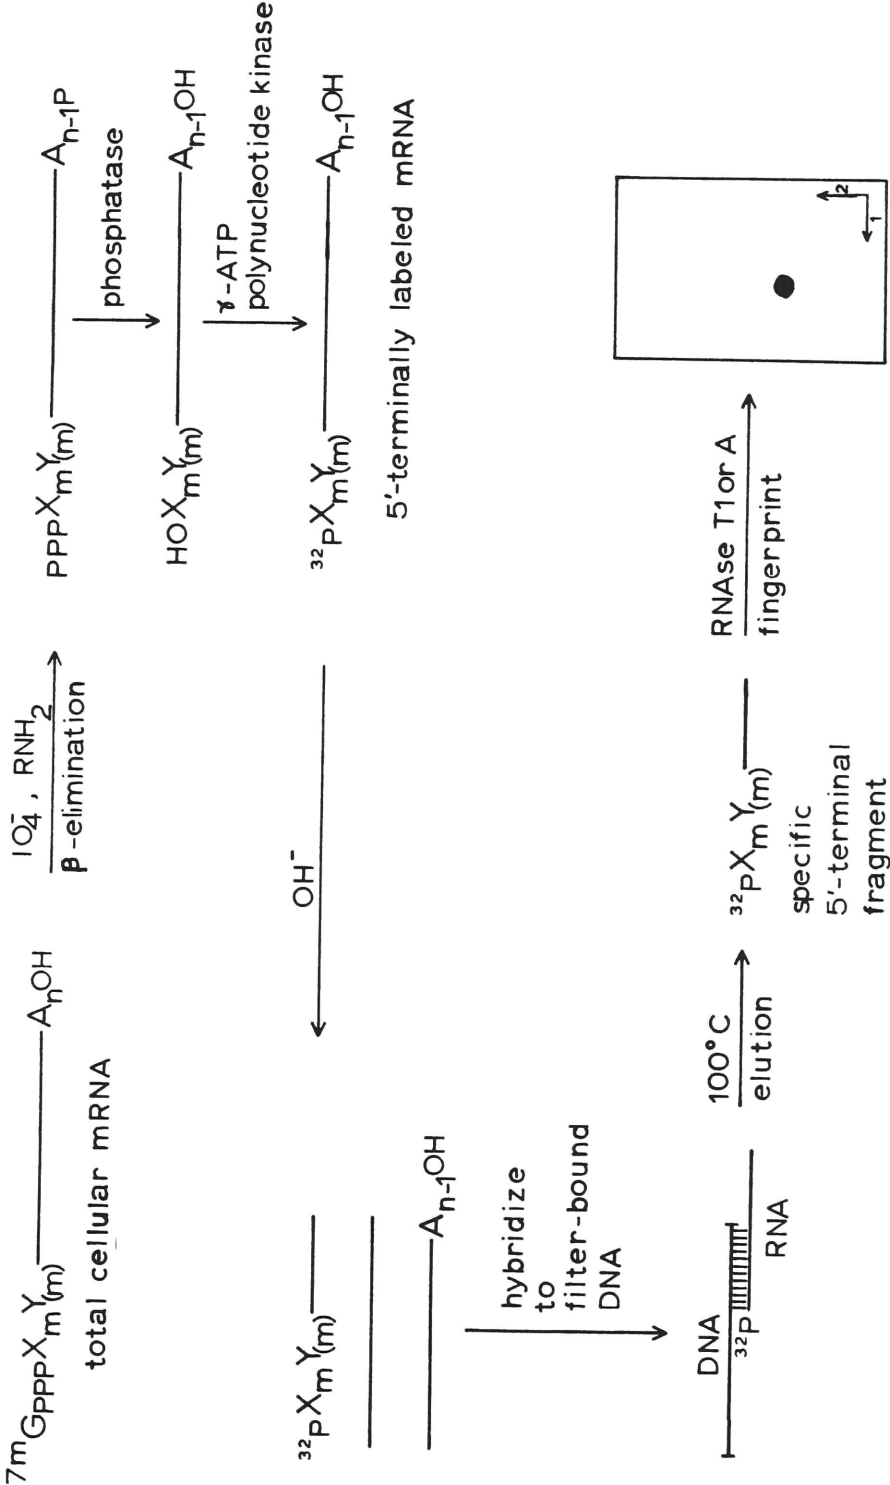 7mGpppXmY(m)—AnOH
total cellular mRNA
IO4-, RNH2
β-elimination
PPPXmY(m)—An-1P
phosphatase
HOXmY(m)—An-1OH
γ-ATP
polynucleotide kinase
32PXmY(m)—An-1OH
5′-terminally labeled mRNA
OH-
32PXmY(m)
An-1OH
hybridize
to
filter-bound
DNA
DNA
32P
RNA
100°C
elution
32PXmY(m)
specific
5′-terminal
fragment
RNAse T1 or A
fingerprint
2
1